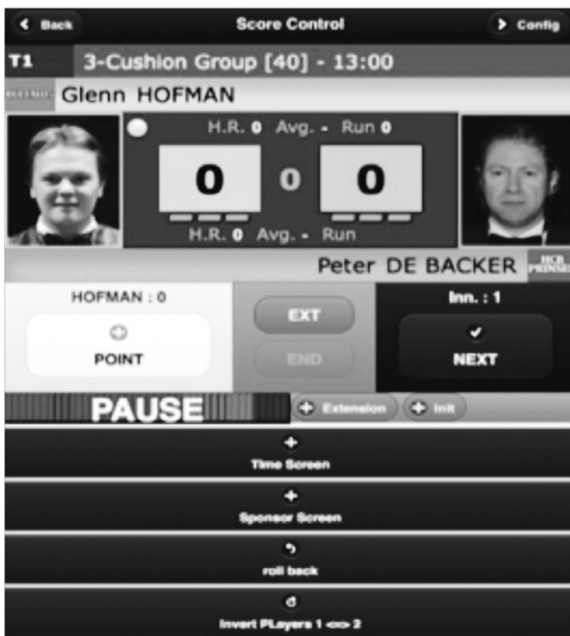 Back Score Control Config
T1 3-Cushion Group [40] - 13:00
Glenn HOFMAN
H.R. 0 Avg. - Run 0
0 0 0
H.R. 0 Avg. - Run
Peter DE BACKER HCR PRINSEN
HOFMAN : 0 EXT Inn. : 1
POINT END NEXT
PAUSE Extension Init
Time Screen
Sponsor Screen
roll back
Invert PLayers 1 <=> 2